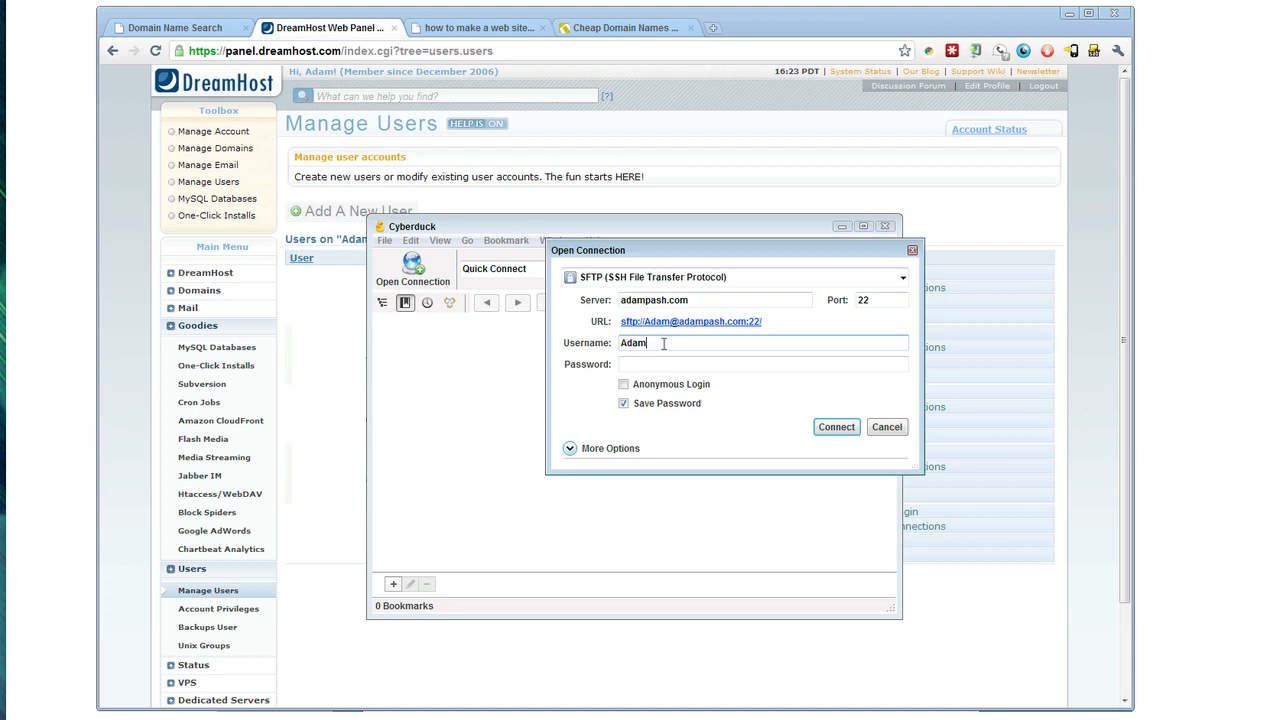 Domain Name Search
DreamHost Web Panel ...
how to make a web site...
Cheap Domain Names ...
https://panel.dreamhost.com/index.cgi?tree=users.users
DreamHost
Hi, Adam! (Member since December 2006)
16:23 PDT | System Status | Our Blog | Support Wiki | Newsletter
Discussion Forum | Edit Profile | Logout
What can we help you find?
[?]
Toolbox
Manage Account
Manage Domains
Manage Email
Manage Users
MySQL Databases
One-Click Installs
Manage Users
HELP IS ON
Account Status
Manage user accounts
Create new users or modify existing user accounts. The fun starts HERE!
Add A New User
Users on "Adam
User
Main Menu
DreamHost
Domains
Mail
Goodies
MySQL Databases
One-Click Installs
Subversion
Cron Jobs
Amazon CloudFront
Flash Media
Media Streaming
Jabber IM
Htaccess/WebDAV
Block Spiders
Google AdWords
Chartbeat Analytics
Users
Manage Users
Account Privileges
Backups User
Unix Groups
Status
VPS
Dedicated Servers
Cyberduck
File Edit View Go Bookmark
Open Connection
Quick Connect
0 Bookmarks
Open Connection
SFTP (SSH File Transfer Protocol)
Server: adampash.com Port: 22
URL: sftp://Adam@adampash.com:22/
Username: Adam
Password:
Anonymous Login
Save Password
Connect Cancel
More Options
ions
ions
ions
ions
gin
nnections